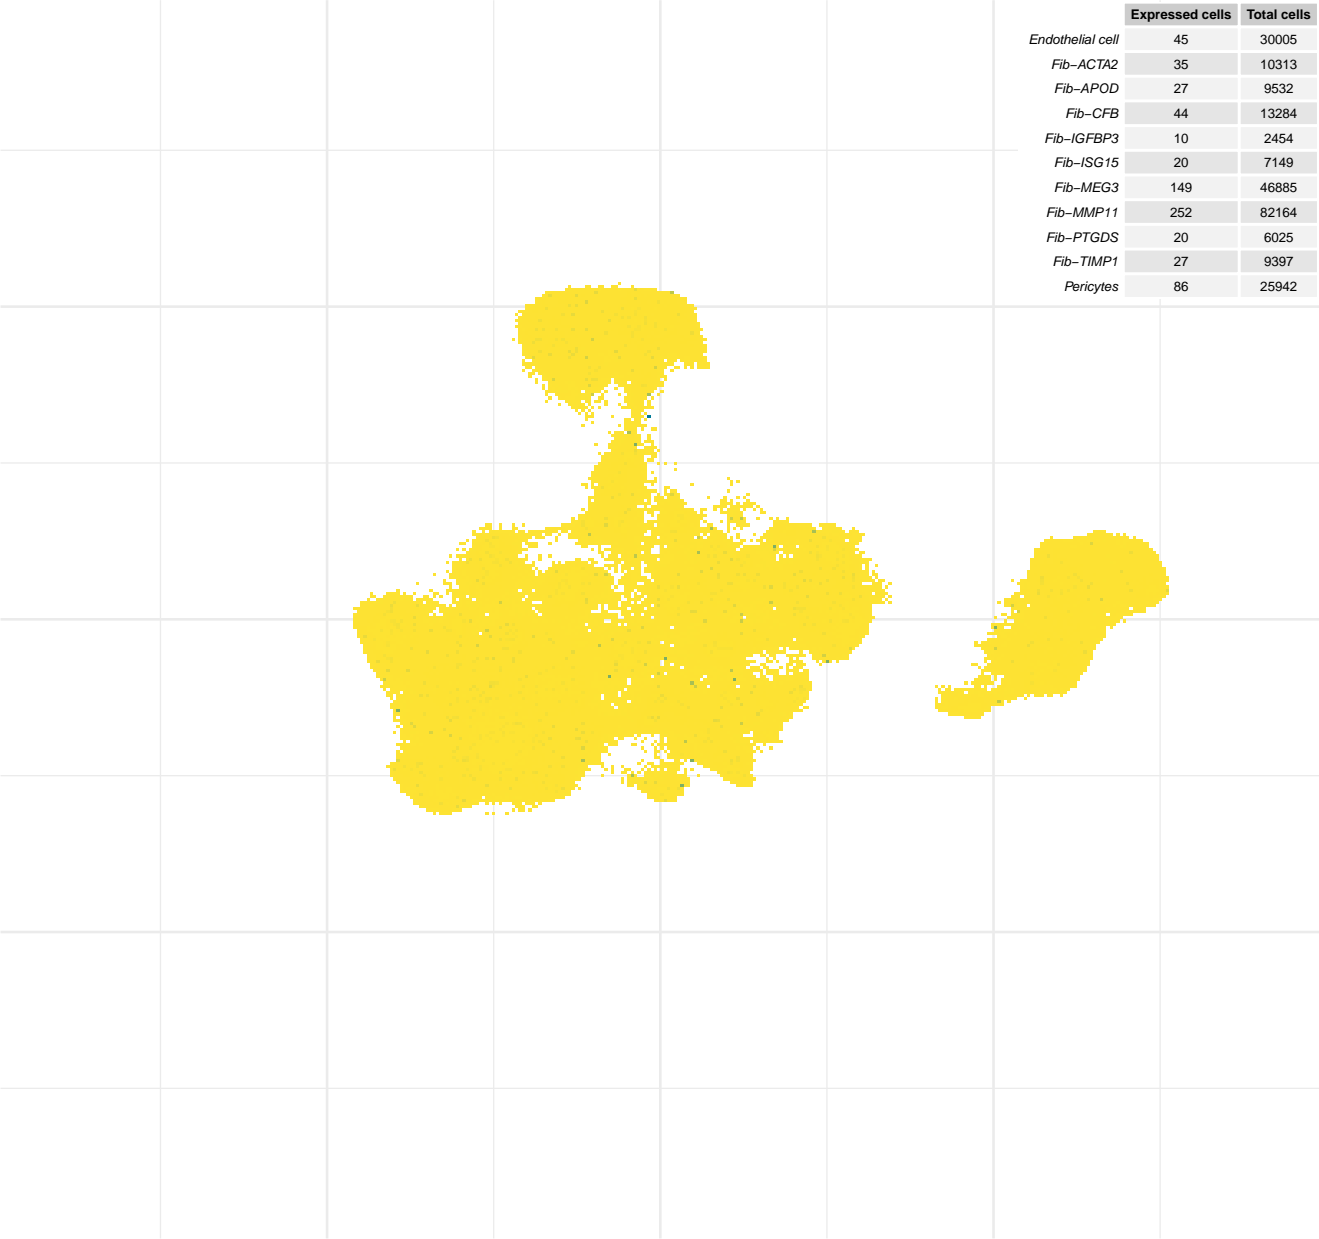 Expressed cells Total cells
Endothelial cell 45 30005
Fib−ACTA2 35 10313
Fib−APOD 27 9532
Fib−CFB 44 13284
Fib−IGFBP3 10 2454
Fib−ISG15 20 7149
Fib−MEG3 149 46885
Fib−MMP11 252 82164
Fib−PTGDS 20 6025
Fib−TIMP1 27 9397
Pericytes 86 25942